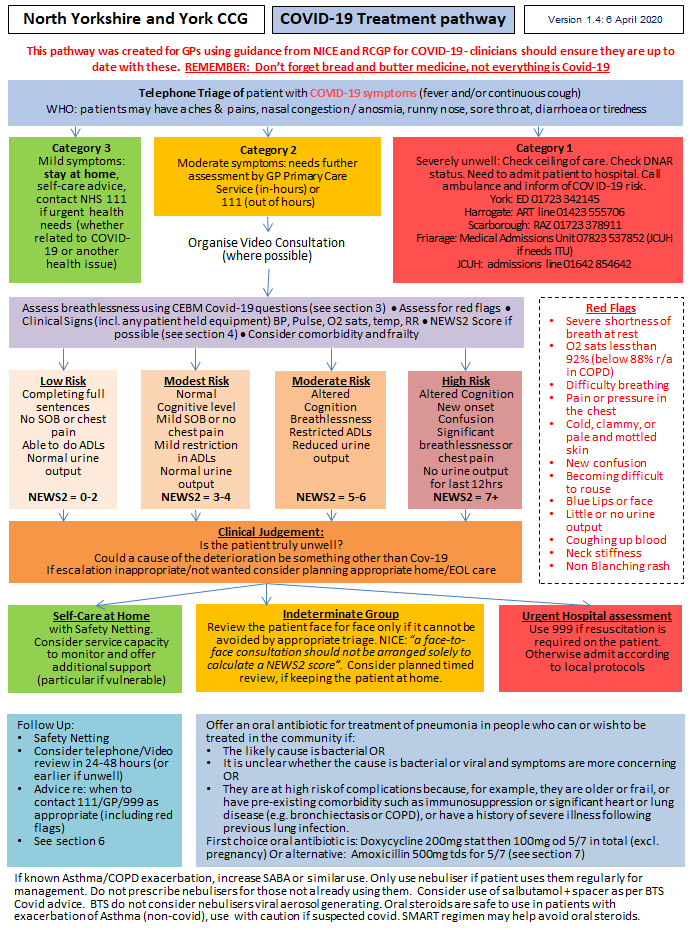 North Yorkshire and York CCG
COVID-19 Treatment pathway
Version 1.4: 6 April 2020
This pathway was created for GPs using guidance from NICE and RCGP for COVID-19 - clinicians should ensure they are up to
date with these. REMEMBER: Don't forget bread and butter medicine, not everything is Covid-19
Telephone Triage of patient with COVID-19 symptoms (fever and/or continuous cough)
WHO: patients may have aches & pains, nasal congestion/ anosmia, runny nose, sore throat, diarrhoea or tiredness
Category 3
Mild symptoms:
stay at home,
self-care advice,
contact NHS 111
if urgent health
needs (whether
related to COVID-
19 or another
health issue)
Category 2
Moderate symptoms: needs further
assessment by GP Primary Care
Service (in-hours) or
111 (out of hours)
Category 1
Severely unwell: Check ceiling of care. Check DNAR
status. Need to admit patient to hospital. Call
ambulance and inform of COVID-19 risk.
York: ED 01723 342145
Harrogate: ART line 01423 555706
Scarborough: RAZ 01723 378911
Friarage: Medical Admissions Unit 07823 537852 (JCUH
if needs ITU)
JCUH: admissions line 01642 854642
Organise Video Consultation
(where possible)
Assess breathlessness using CEBM Covid-19 questions (see section 3) ● Assess for red flags ●
Clinical Signs (incl. any patient held equipment) BP, Pulse, O2 sats, temp, RR ● NEWS2 Score if
possible (see section 4) ● Consider comorbidity and frailty
Low Risk
Completing full
sentences
No SOB or chest
pain
Able to do ADLs
Normal urine
output
NEWS2 = 0-2
Modest Risk
Normal
Cognitive level
Mild SOB or no
chest pain
Mild restriction
in ADLs
Normal urine
output
NEWS2 = 3-4
Moderate Risk
Altered
Cognition
Breathlessness
Restricted ADLs
Reduced urine
output
NEWS2 = 5-6
High Risk
Altered Cognition
New onset
Confusion
Significant
breathlessness or
chest pain
No urine output
for last 12hrs
NEWS2 = 7+
Red Flags
• Severe shortness of
breath at rest
• O2 sats less than
92% (below 88% r/a
in COPD)
• Difficulty breathing
• Pain or pressure in
the chest
• Cold, clammy, or
pale and mottled
skin
• New confusion
• Becoming difficult
to rouse
• Blue Lips or face
• Little or no urine
output
• Coughing up blood
• Neck stiffness
• Non Blanching rash
Clinical Judgement:
Is the patient truly unwell?
Could a cause of the deterioration be something other than Cov-19
If escalation inappropriate/not wanted consider planning appropriate home/EOL care
Self-Care at Home
with Safety Netting.
Consider service capacity
to monitor and offer
additional support
(particular if vulnerable)
Indeterminate Group
Review the patient face for face only if it cannot be
avoided by appropriate triage. NICE: "a face-to-
face consultation should not be arranged solely to
calculate a NEWS2 score". Consider planned timed
review, if keeping the patient at home.
Urgent Hospital assessment
Use 999 if resuscitation is
required on the patient.
Otherwise admit according
to local protocols
Follow Up:
• Safety Netting
• Consider telephone/Video
review in 24-48 hours (or
earlier if unwell)
• Advice re: when to
contact 111/GP/999 as
appropriate (including red
flags)
• See section 6
Offer an oral antibiotic for treatment of pneumonia in people who can or wish to be
treated in the community if:
• The likely cause is bacterial OR
• It is unclear whether the cause is bacterial or viral and symptoms are more concerning
OR
• They are at high risk of complications because, for example, they are older or frail, or
have pre-existing comorbidity such as immunosuppression or significant heart or lung
disease (e.g. bronchiectasis or COPD), or have a history of severe illness following
previous lung infection.
First choice oral antibiotic is: Doxycycline 200mg stat then 100mg od 5/7 in total (excl.
pregnancy) Or alternative: Amoxicillin 500mg tds for 5/7 (see section 7)
If known Asthma/COPD exacerbation, increase SABA or similar use. Only use nebuliser if patient uses them regularly for
management. Do not prescribe nebulisers for those not already using them. Consider use of salbutamol + spacer as per BTS
Covid advice. BTS do not consider nebulisers viral aerosol generating. Oral steroids are safe to use in patients with
exacerbation of Asthma (non-covid), use with caution if suspected covid. SMART regimen may help avoid oral steroids.